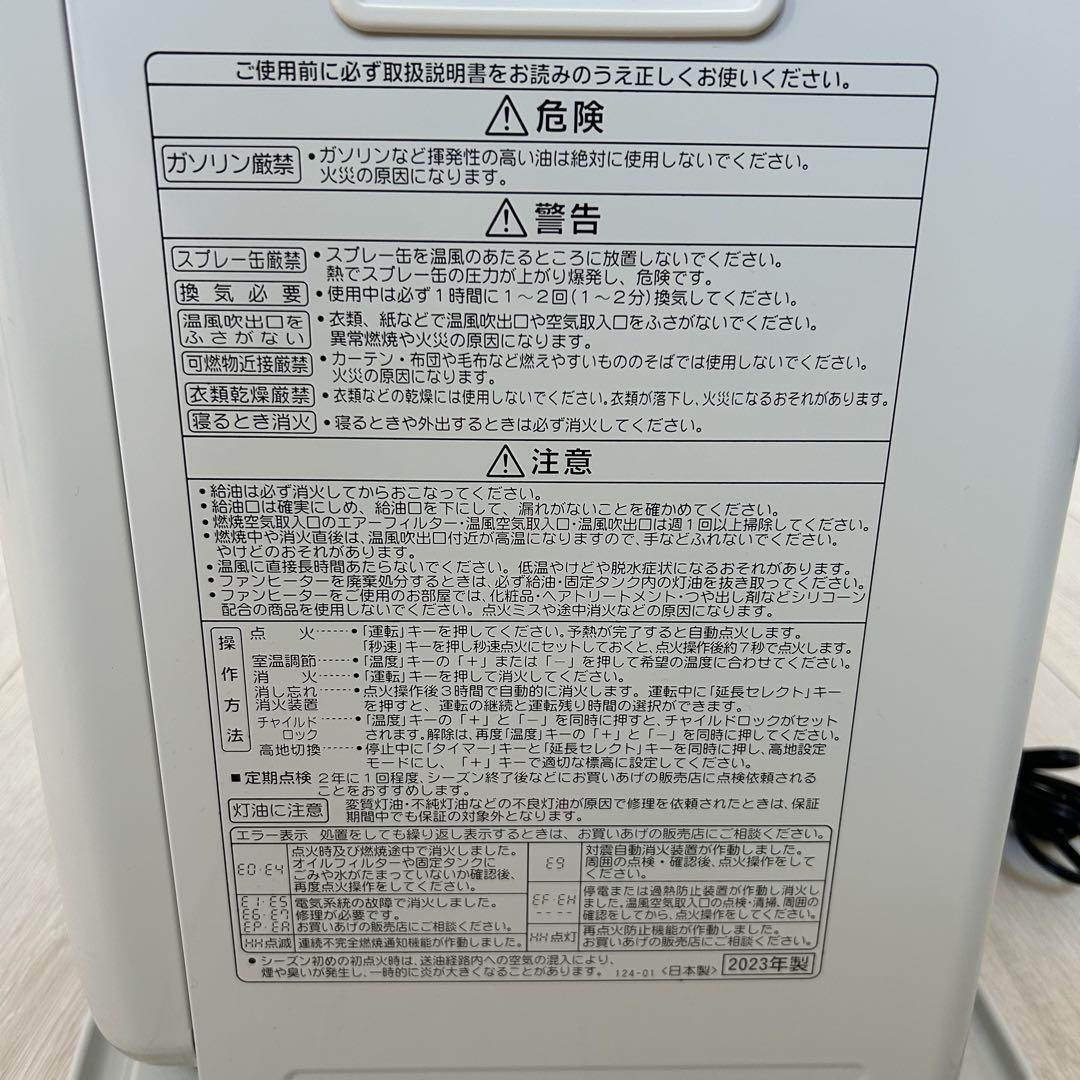 ご使用前に必ず取扱説明書をお読みのうえ正しくお使いください。
危険
ガソリン厳禁 •ガソリンなど揮発性の高い油は絶対に使用しないでください。
火災の原因になります。
警告
スプレー缶厳禁 •スプレー缶を温風のあたるところに放置しないでください。
熱でスプレー缶の圧力が上がり爆発し、危険です。
換気必要 •使用中は必ず1時間に1～2回(1～2分)換気してください。
温風吹出口をふさがない •衣類、紙などで温風吹出口や空気取入口をふさがないでください。
異常燃焼や火災の原因になります。
可燃物近接厳禁 •カーテン・布団や毛布など燃えやすいもののそばでは使用しないでください。
火災の原因になります。
衣類乾燥厳禁 •衣類などの乾燥には使用しないでください。衣類が落下し、火災になるおそれがあります。
寝るとき消火 •寝るときや外出するときは必ず消火してください。
注意
•給油は必ず消火してからおこなってください。
•給油口は確実にしめ、給油口を下にして、漏れがないことを確かめてください。
•燃焼空気取入口のエアーフィルター・温風空気取入口・温風吹出口は週1回以上掃除してください。
•燃焼中や消火直後は、温風吹出口付近が高温になりますので、手などふれないでください。
やけどのおそれがあります。
•温風に直接長時間あたらないでください。低温やけどや脱水症状になるおそれがあります。
•ファンヒーターを廃棄処分するときは、必ず給油・固定タンク内の灯油を抜き取ってください。
•ファンヒーターをご使用のお部屋では、化粧品・ヘアトリートメント・つや出し剤などシリコーン
配合の商品を使用しないでください。点火ミスや途中消火などの原因になります。
操作方法
点火……•「運転」キーを押してください。予熱が完了すると自動点火します。
「秒速」キーを押し秒速点火にセットしておくと、点火操作後約7秒で点火します。
室温調節……•「温度」キーの「＋」または「－」を押して希望の温度に合わせてください。
消火……•「運転」キーを押して消火してください。
消し忘れ……•点火操作後3時間で自動的に消火します。運転中に「延長セレクト」キー
消火装置 を押すと、運転の継続と運転残り時間の選択ができます。
チャイルド……•「温度」キーの「＋」と「－」を同時に押すと、チャイルドロックがセット
ロック されます。解除は、再度「温度」キーの「＋」と「－」を同時に押してください。
高地切換……•停止中に「タイマー」キーと「延長セレクト」キーを同時に押し、高地設定
モードにし、「＋」キーで適切な標高に設定してください。
■定期点検 2年に1回程度、シーズン終了後などにお買いあげの販売店に点検依頼される
ことをおすすめします。
灯油に注意 変質灯油・不純灯油などの不良灯油が原因で修理を依頼されたときは、保証
期間中でも保証の対象外となります。
エラー表示 処置をしても繰り返し表示するときは、お買いあげの販売店にご相談ください。
E0・E4 点火時及び燃焼途中で消火しました。
オイルフィルターや固定タンクに
ごみや水がたまっていないか確認後、
再度点火操作をしてください。
E9 対震自動消火装置が作動しました。
周囲の点検・確認後、点火操作をして
ください。
E1・E5
E6・E7
EP・EA
電気系統の故障で消火しました。
修理が必要です。
お買いあげの販売店にご相談ください。
EF・EH
----
停電または過熱防止装置が作動し消火し
ました。温風空気取入口の点検・清掃、周囲の
確認をしてから、点火操作をしてください。
HH点滅 連続不完全燃焼通知機能が作動しました。
HH点灯 再点火防止機能が作動しました。
お買いあげの販売店にご相談ください。
•シーズン初めの初点火時は、送油経路内への空気の混入により、
煙や臭いが発生し、一時的に炎が大きくなることがあります。 124-01 <日本製> 2023年製